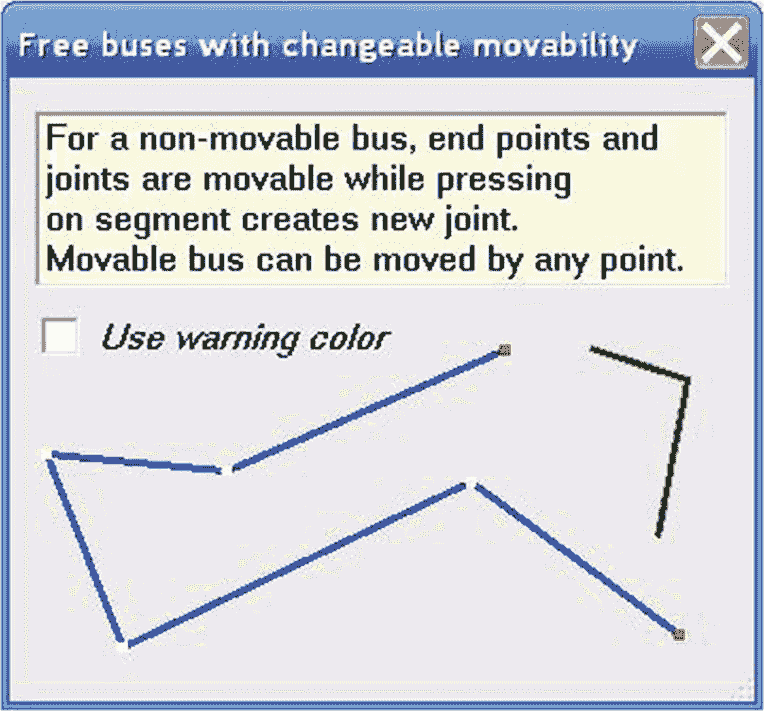 Free buses with changeable movability
For a non-movable bus, end points and
joints are movable while pressing
on segment creates new joint.
Movable bus can be moved by any point.
Use warning color